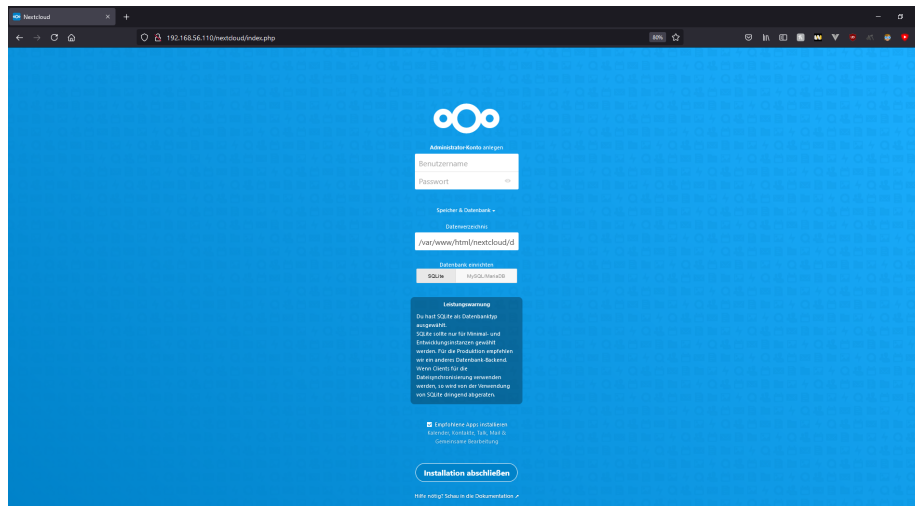 Nextcloud
192.168.56.110/nextcloud/index.php
80%
Administrator-Konto anlegen
Benutzername
Passwort
Speicher & Datenbank
Datenverzeichnis
/var/www/html/nextcloud/d
Datenbank einrichten
SQLite MySQL/MariaDB
Leistungswarnung
Du hast SQLite als Datenbanktyp
ausgewählt.
SQLite sollte nur für Minimal- und
Entwicklungsinstanzen gewählt
werden. Für die Produktion empfehlen
wir ein anderes Datenbank-Backend.
Wenn Clients für die
Dateisynchronisierung verwenden
werden, so wird von der Verwendung
von SQLite dringend abgeraten.
Empfohlene Apps installieren
Kalender, Kontakte, Talk, Mail &
Gemeinsame Bearbeitung
Installation abschließen
Hilfe nötig? Schau in die Dokumentation ↗